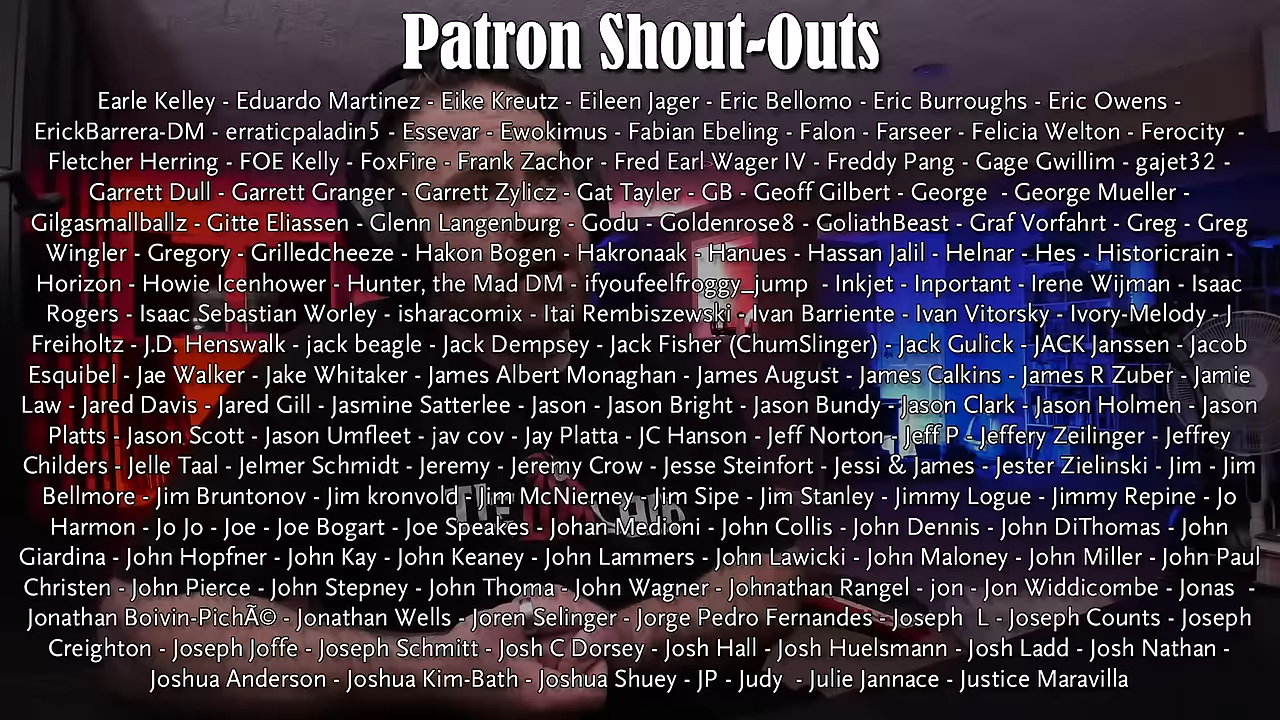 Patron Shout-Outs
Earle Kelley - Eduardo Martinez - Eike Kreutz - Eileen Jager - Eric Bellomo - Eric Burroughs - Eric Owens -
ErickBarrera-DM - erraticpaladin5 - Essevar - Ewokimus - Fabian Ebeling - Falon - Farseer - Felicia Welton - Ferocity -
Fletcher Herring - FOE Kelly - FoxFire - Frank Zachor - Fred Earl Wager IV - Freddy Pang - Gage Gwillim - gajet32 -
Garrett Dull - Garrett Granger - Garrett Zylicz - Gat Tayler - GB - Geoff Gilbert - George - George Mueller -
Gilgasmallballz - Gitte Eliassen - Glenn Langenburg - Godu - Goldenrose8 - GoliathBeast - Graf Vorfahrt - Greg - Greg
Wingler - Gregory - Grilledcheeze - Hakon Bogen - Hakronaak - Hanues - Hassan Jalil - Helnar - Hes - Historicrain -
Horizon - Howie Icenhower - Hunter, the Mad DM - ifyoufeelfroggy_jump - Inkjet - Inportant - Irene Wijman - Isaac
Rogers - Isaac Sebastian Worley - isharacomix - Itai Rembiszewski - Ivan Barriente - Ivan Vitorsky - Ivory-Melody - J
Freiholtz - J.D. Henswalk - jack beagle - Jack Dempsey - Jack Fisher (ChumSlinger) - Jack Gulick - JACK Janssen - Jacob
Esquibel - Jae Walker - Jake Whitaker - James Albert Monaghan - James August - James Calkins - James R Zuber - Jamie
Law - Jared Davis - Jared Gill - Jasmine Satterlee - Jason - Jason Bright - Jason Bundy - Jason Clark - Jason Holmen - Jason
Platts - Jason Scott - Jason Umfleet - jav cov - Jay Platta - JC Hanson - Jeff Norton - Jeff P - Jeffery Zeilinger - Jeffrey
Childers - Jelle Taal - Jelmer Schmidt - Jeremy - Jeremy Crow - Jesse Steinfort - Jessi & James - Jester Zielinski - Jim - Jim
Bellmore - Jim Bruntonov - Jim kronvold - Jim McNierney - Jim Sipe - Jim Stanley - Jimmy Logue - Jimmy Repine - Jo
Harmon - Jo Jo - Joe - Joe Bogart - Joe Speakes - Johan Medioni - John Collis - John Dennis - John DiThomas - John
Giardina - John Hopfner - John Kay - John Keaney - John Lammers - John Lawicki - John Maloney - John Miller - John Paul
Christen - John Pierce - John Stepney - John Thoma - John Wagner - Johnathan Rangel - jon - Jon Widdicombe - Jonas -
Jonathan Boivin-PichÃ© - Jonathan Wells - Joren Selinger - Jorge Pedro Fernandes - Joseph L - Joseph Counts - Joseph
Creighton - Joseph Joffe - Joseph Schmitt - Josh C Dorsey - Josh Hall - Josh Huelsmann - Josh Ladd - Josh Nathan -
Joshua Anderson - Joshua Kim-Bath - Joshua Shuey - JP - Judy - Julie Jannace - Justice Maravilla